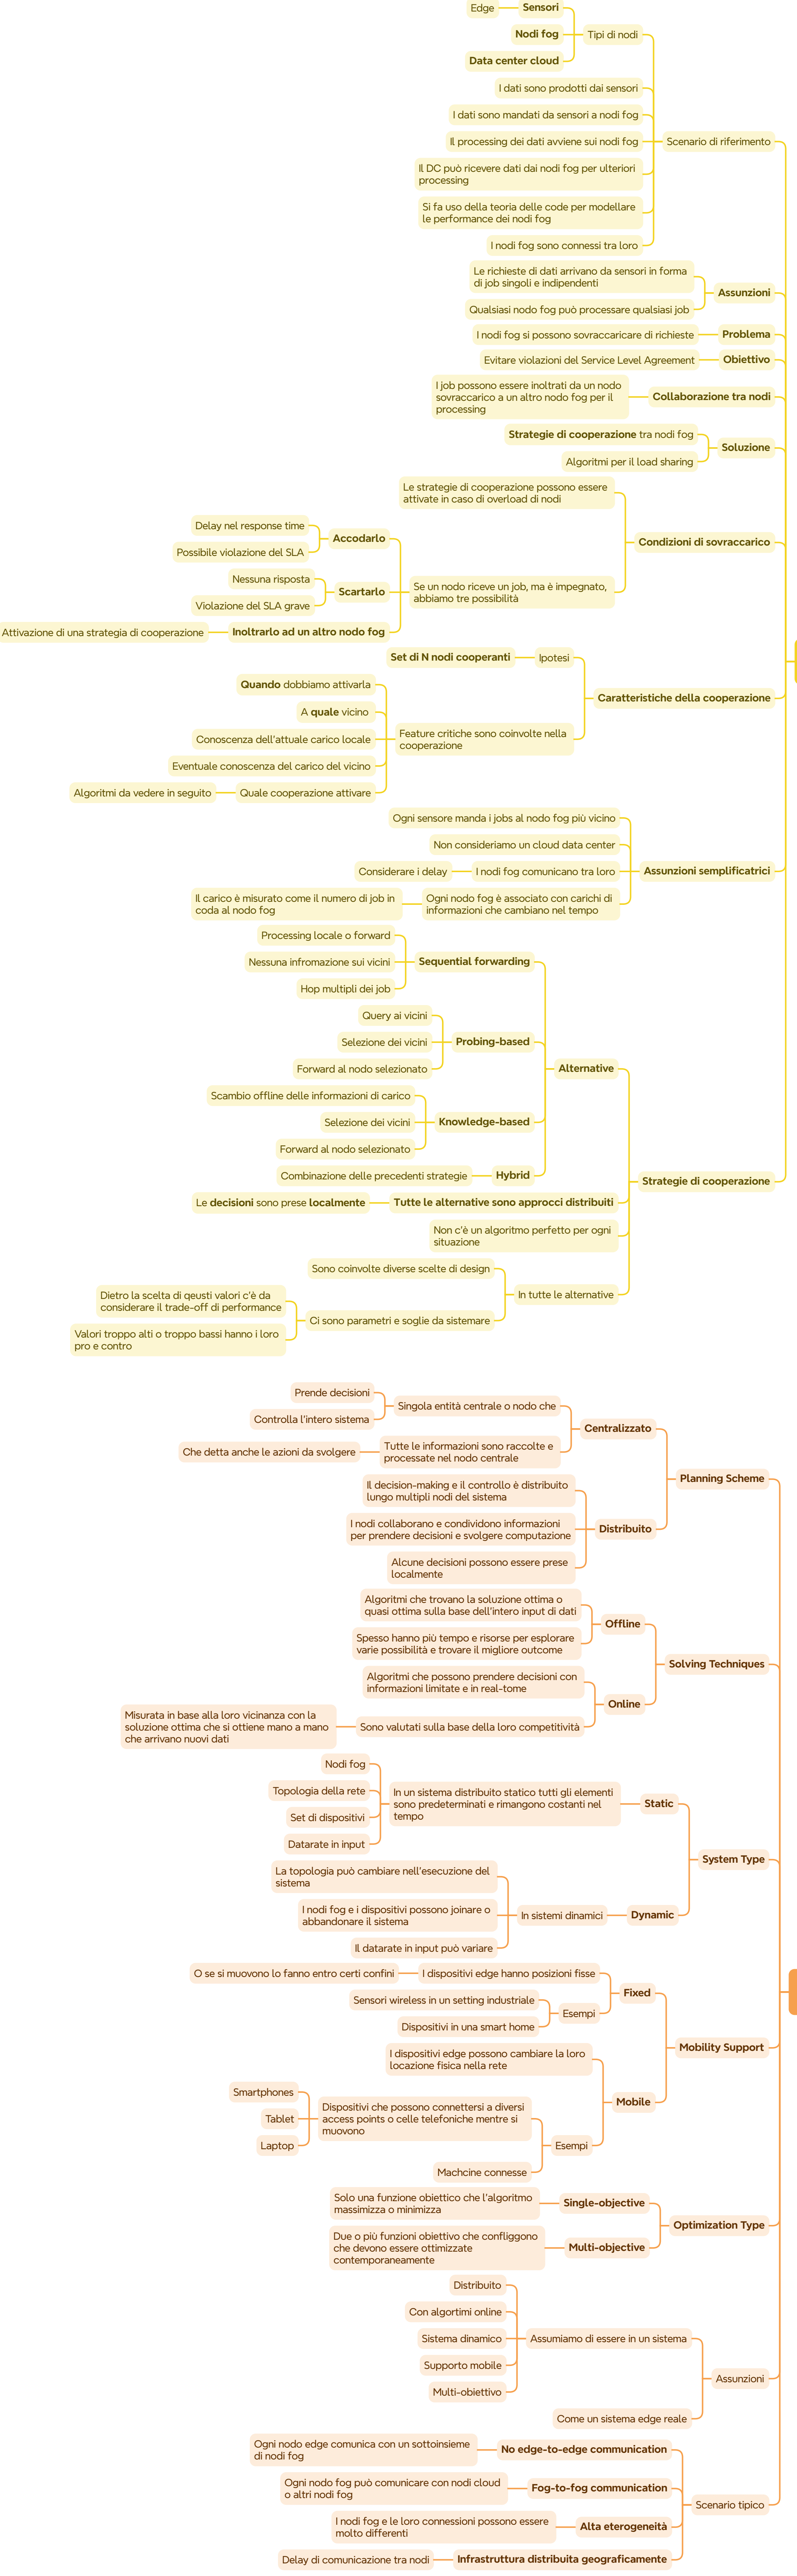 Edge
Sensori
Nodi fog
Data center cloud
Tipi di nodi
I dati sono prodotti dai sensori
I dati sono mandati da sensori a nodi fog
Il processing dei dati avviene sui nodi fog
Scenario di riferimento
Il DC può ricevere dati dai nodi fog per ulteriori
processing
Si fa uso della teoria delle code per modellare
le performance dei nodi fog
I nodi fog sono connessi tra loro
Le richieste di dati arrivano da sensori in forma
di job singoli e indipendenti
Assunzioni
Qualsiasi nodo fog può processare qualsiasi job
I nodi fog si possono sovraccaricare di richieste
Problema
Evitare violazioni del Service Level Agreement
Obiettivo
I job possono essere inoltrati da un nodo
sovraccarico a un altro nodo fog per il
processing
Collaborazione tra nodi
Strategie di cooperazione tra nodi fog
Soluzione
Algoritmi per il load sharing
Le strategie di cooperazione possono essere
attivate in caso di overload di nodi
Condizioni di sovraccarico
Delay nel response time
Accodarlo
Possibile violazione del SLA
Nessuna risposta
Scartarlo
Violazione del SLA grave
Se un nodo riceve un job, ma è impegnato,
abbiamo tre possibilità
Attivazione di una strategia di cooperazione
Inoltrarlo ad un altro nodo fog
Set di N nodi cooperanti
Ipotesi
Quando dobbiamo attivarla
Caratteristiche della cooperazione
A quale vicino
Conoscenza dell'attuale carico locale
Feature critiche sono coinvolte nella
cooperazione
Eventuale conoscenza del carico del vicino
Algoritmi da vedere in seguito
Quale cooperazione attivare
Ogni sensore manda i jobs al nodo fog più vicino
Non consideriamo un cloud data center
Considerare i delay
I nodi fog comunicano tra loro
Assunzioni semplificatrici
Il carico è misurato come il numero di job in
coda al nodo fog
Ogni nodo fog è associato con carichi di
informazioni che cambiano nel tempo
Processing locale o forward
Nessuna infromazione sui vicini
Sequential forwarding
Hop multipli dei job
Query ai vicini
Selezione dei vicini
Probing-based
Forward al nodo selezionato
Alternative
Scambio offline delle informazioni di carico
Selezione dei vicini
Knowledge-based
Forward al nodo selezionato
Combinazione delle precedenti strategie
Hybrid
Strategie di cooperazione
Le decisioni sono prese localmente
Tutte le alternative sono approcci distribuiti
Non c'è un algoritmo perfetto per ogni
situazione
Sono coinvolte diverse scelte di design
In tutte le alternative
Dietro la scelta di qeusti valori c'è da
considerare il trade-off di performance
Ci sono parametri e soglie da sistemare
Valori troppo alti o troppo bassi hanno i loro
pro e contro
Prende decisioni
Singola entità centrale o nodo che
Controlla l'intero sistema
Centralizzato
Che detta anche le azioni da svolgere
Tutte le informazioni sono raccolte e
processate nel nodo centrale
Planning Scheme
Il decision-making e il controllo è distribuito
lungo multipli nodi del sistema
I nodi collaborano e condividono informazioni
per prendere decisioni e svolgere computazione
Distribuito
Alcune decisioni possono essere prese
localmente
Algoritmi che trovano la soluzione ottima o
quasi ottima sulla base dell'intero input di dati
Offline
Spesso hanno più tempo e risorse per esplorare
varie possibilità e trovare il migliore outcome
Solving Techniques
Algoritmi che possono prendere decisioni con
informazioni limitate e in real-tome
Online
Misurata in base alla loro vicinanza con la
soluzione ottima che si ottiene mano a mano
che arrivano nuovi dati
Sono valutati sulla base della loro competitività
Nodi fog
Topologia della rete
Set di dispositivi
Datarate in input
In un sistema distribuito statico tutti gli elementi
sono predeterminati e rimangono costanti nel
tempo
Static
System Type
La topologia può cambiare nell'esecuzione del
sistema
I nodi fog e i dispositivi possono joinare o
abbandonare il sistema
In sistemi dinamici
Dynamic
Il datarate in input può variare
O se si muovono lo fanno entro certi confini
I dispositivi edge hanno posizioni fisse
Fixed
Sensori wireless in un setting industriale
Esempi
Dispositivi in una smart home
Mobility Support
I dispositivi edge possono cambiare la loro
locazione fisica nella rete
Mobile
Smartphones
Tablet
Laptop
Dispositivi che possono connettersi a diversi
access points o celle telefoniche mentre si
muovono
Esempi
Machcine connesse
Solo una funzione obiettico che l'algoritmo
massimizza o minimizza
Single-objective
Optimization Type
Due o più funzioni obiettivo che confliggono
che devono essere ottimizzate
contemporaneamente
Multi-objective
Distribuito
Con algortimi online
Sistema dinamico
Assumiamo di essere in un sistema
Supporto mobile
Multi-obiettivo
Assunzioni
Come un sistema edge reale
Ogni nodo edge comunica con un sottoinsieme
di nodi fog
No edge-to-edge communication
Ogni nodo fog può comunicare con nodi cloud
o altri nodi fog
Fog-to-fog communication
Scenario tipico
I nodi fog e le loro connessioni possono essere
molto differenti
Alta eterogeneità
Delay di comunicazione tra nodi
Infrastruttura distribuita geograficamente